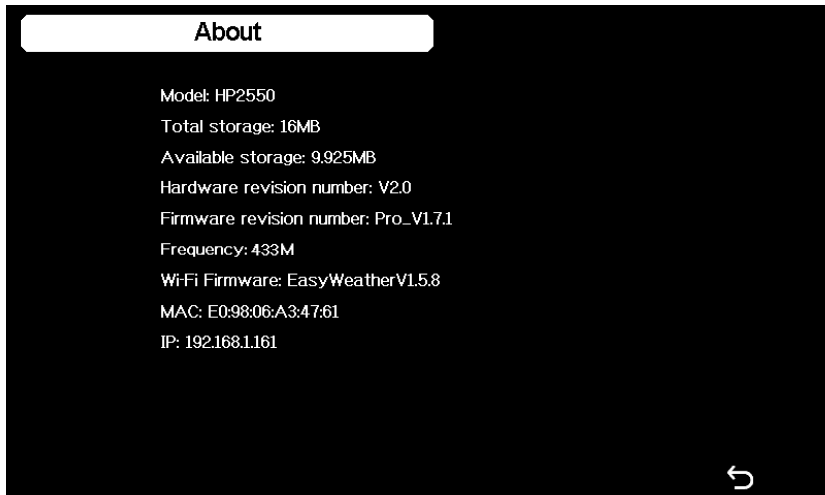 About
Model: HP2550
Total storage: 16MB
Available storage: 9.925MB
Hardware revision number: V2.0
Firmware revision number: Pro_V1.7.1
Frequency: 433M
Wi-Fi Firmware: EasyWeatherV1.5.8
MAC: E0:98:06:A3:47:61
IP: 192.168.1.161